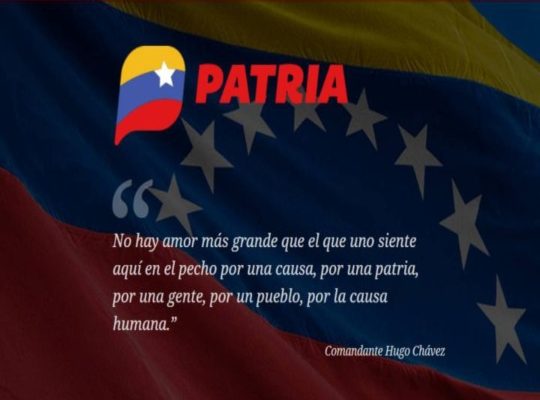 PATRIA
“
No hay amor más grande que el que uno siente
aquí en el pecho por una causa, por una patria,
por una gente, por un pueblo, por la causa
humana.”
Comandante Hugo Chávez